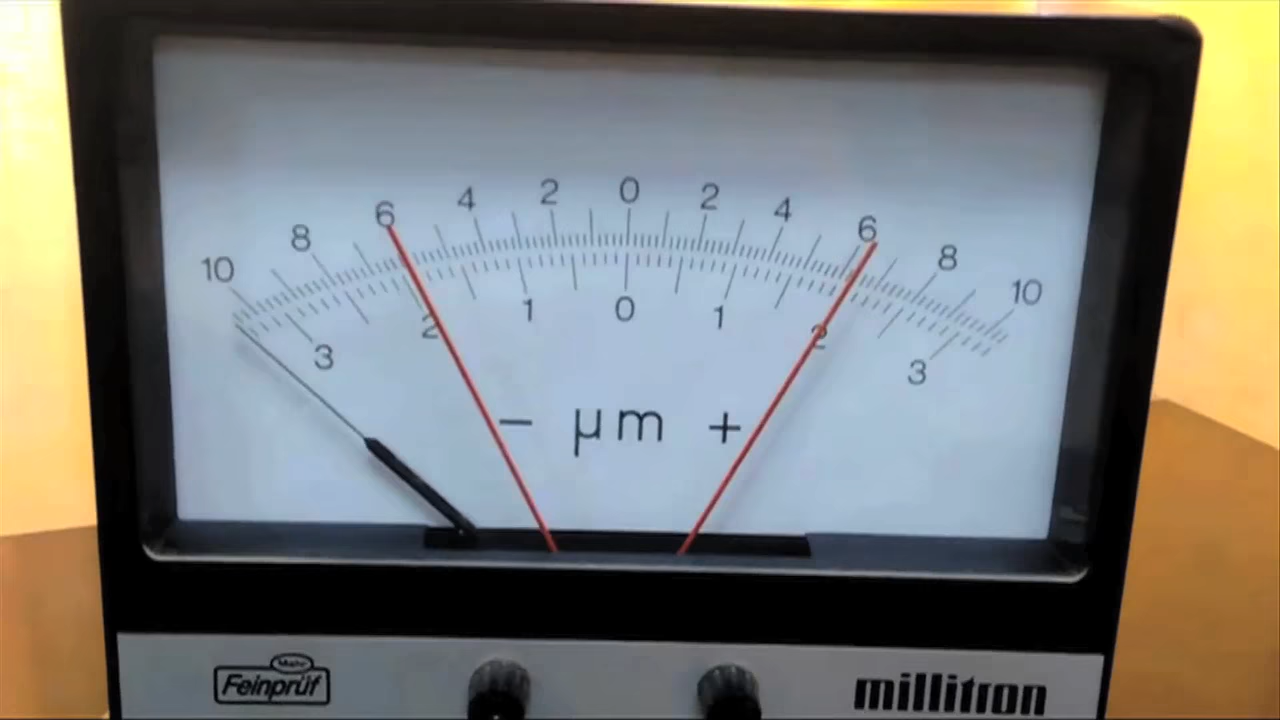 10 8 6 4 2 0 2 4 6 8 10
3 2 1 0 1 2 3
− μm +
Mahr
Feinprüf
millitron